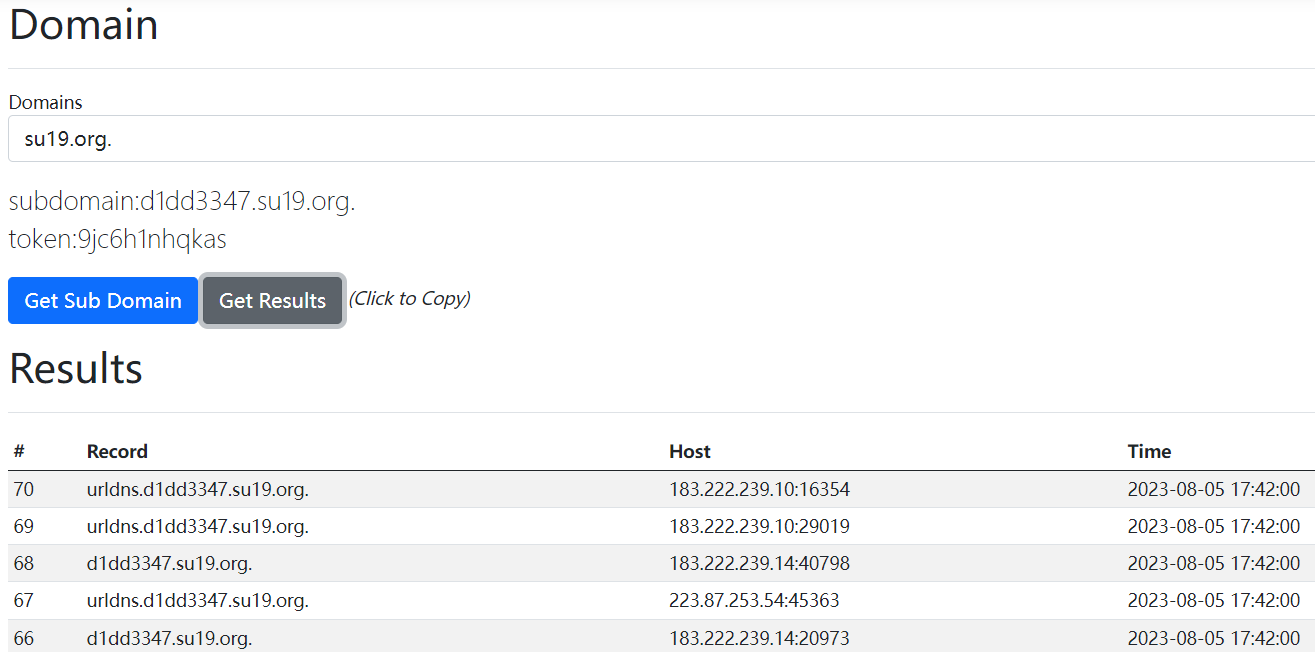 Domain
Domains
su19.org.
subdomain:d1dd3347.su19.org.
token:9jc6h1nhqkas
Get Sub Domain Get Results (Click to Copy)
Results
# Record Host Time
70 urldns.d1dd3347.su19.org. 183.222.239.10:16354 2023-08-05 17:42:00
69 urldns.d1dd3347.su19.org. 183.222.239.10:29019 2023-08-05 17:42:00
68 d1dd3347.su19.org. 183.222.239.14:40798 2023-08-05 17:42:00
67 urldns.d1dd3347.su19.org. 223.87.253.54:45363 2023-08-05 17:42:00
66 d1dd3347.su19.org. 183.222.239.14:20973 2023-08-05 17:42:00